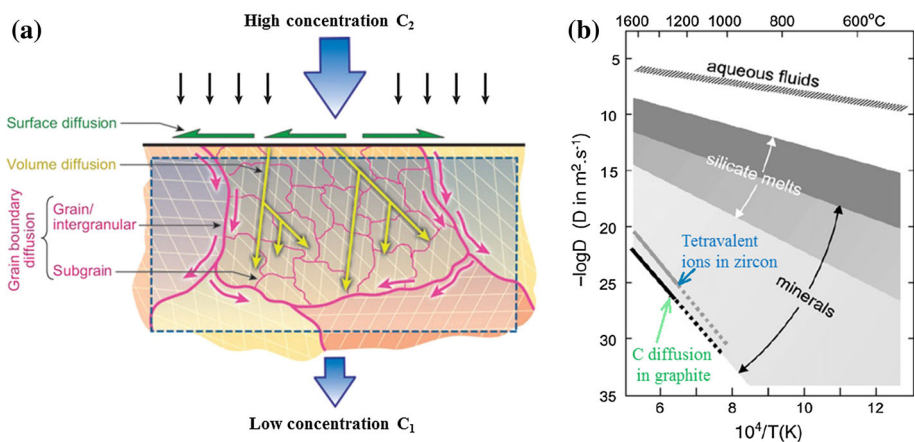 (a)
High concentration C₂
Surface diffusion
Volume diffusion
Grain boundary
diffusion
Grain/
intergranular
Subgrain
Low concentration C₁
(b)
1600 1200 1000 800 600°C
–logD (D in m².s⁻¹)
5
10
15
20
25
30
35
aqueous fluids
silicate melts
minerals
Tetravalent
ions in zircon
C diffusion
in graphite
6 8 10 12
10⁴/T(K)